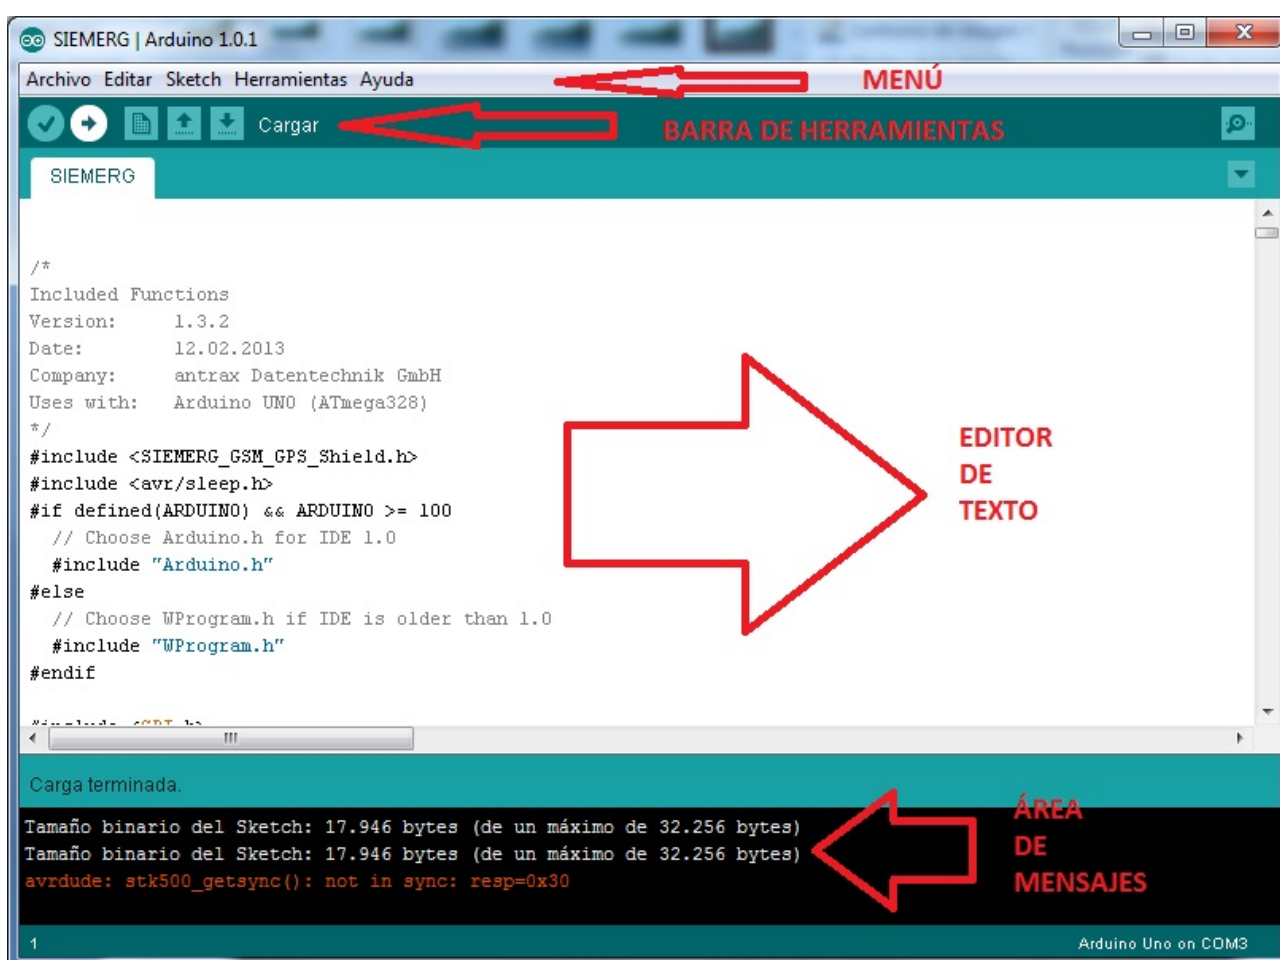 SIEMERG | Arduino 1.0.1
Archivo Editar Sketch Herramientas Ayuda
MENÚ
Cargar
BARRA DE HERRAMIENTAS
SIEMERG
/*
Included Functions
Version: 1.3.2
Date: 12.02.2013
Company: antrax Datentechnik GmbH
Uses with: Arduino UNO (ATmega328)
*/
#include <SIEMERG_GSM_GPS_Shield.h>
#include <avr/sleep.h>
#if defined(ARDUINO) && ARDUINO >= 100
// Choose Arduino.h for IDE 1.0
#include "Arduino.h"
#else
// Choose WProgram.h if IDE is older than 1.0
#include "WProgram.h"
#endif
#include <SPI.h>
EDITOR
DE
TEXTO
Carga terminada.
Tamaño binario del Sketch: 17.946 bytes (de un máximo de 32.256 bytes)
Tamaño binario del Sketch: 17.946 bytes (de un máximo de 32.256 bytes)
avrdude: stk500_getsync(): not in sync: resp=0x30
ÁREA
DE
MENSAJES
1
Arduino Uno on COM3